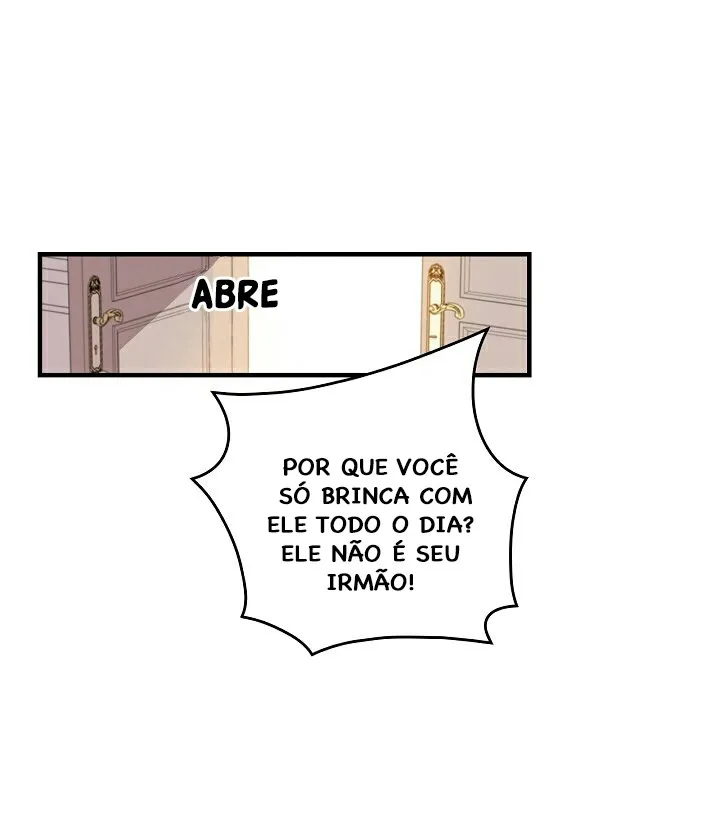 ABRE
POR QUE VOCÊ
SÓ BRINCA COM
ELE TODO O DIA?
ELE NÃO É SEU
IRMÃO!